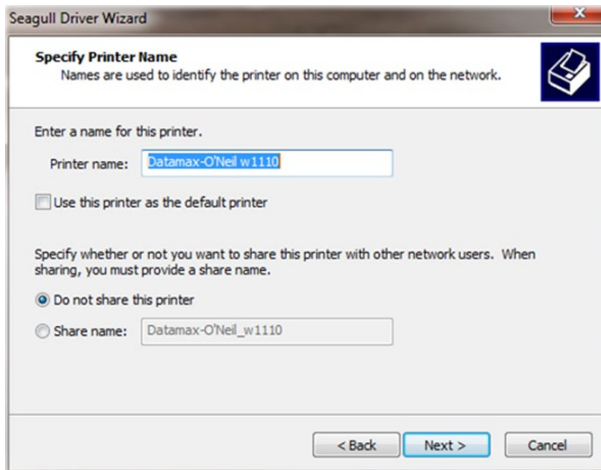 Seagull Driver Wizard
Specify Printer Name
Names are used to identify the printer on this computer and on the network.
Enter a name for this printer.
Printer name: Datamax-O'Neil w1110
Use this printer as the default printer
Specify whether or not you want to share this printer with other network users. When
sharing, you must provide a share name.
Do not share this printer
Share name: Datamax-O'Neil_w1110
< Back Next > Cancel